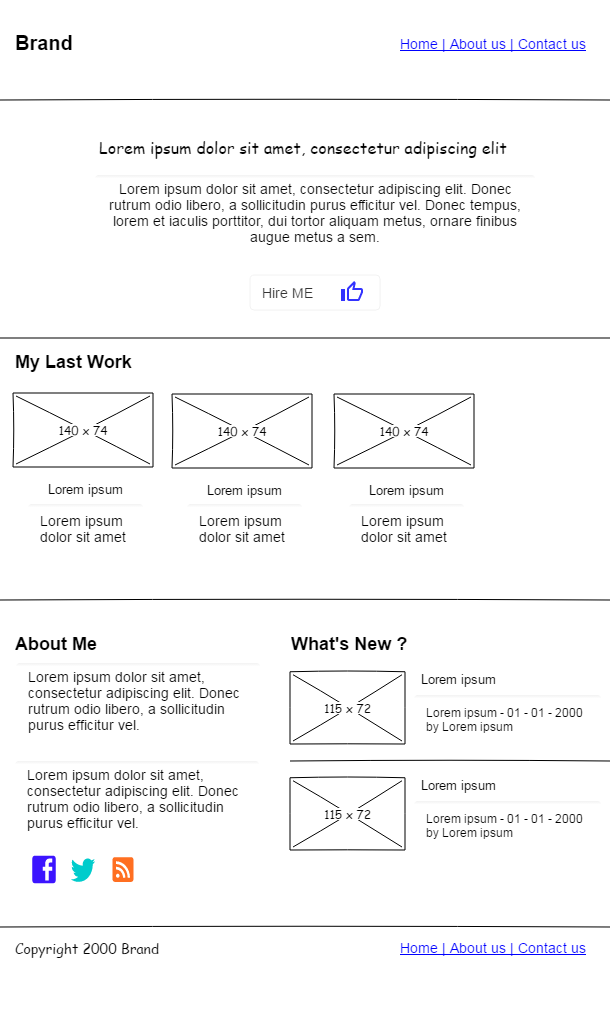 Brand
Home | About us | Contact us
Lorem ipsum dolor sit amet, consectetur adipiscing elit
Lorem ipsum dolor sit amet, consectetur adipiscing elit. Donec
rutrum odio libero, a sollicitudin purus efficitur vel. Donec tempus,
lorem et iaculis porttitor, dui tortor aliquam metus, ornare finibus
augue metus a sem.
Hire ME
My Last Work
140 x 74
140 x 74
140 x 74
Lorem ipsum
Lorem ipsum
Lorem ipsum
Lorem ipsum
dolor sit amet
Lorem ipsum
dolor sit amet
Lorem ipsum
dolor sit amet
About Me
Lorem ipsum dolor sit amet,
consectetur adipiscing elit. Donec
rutrum odio libero, a sollicitudin
purus efficitur vel.
Lorem ipsum dolor sit amet,
consectetur adipiscing elit. Donec
rutrum odio libero, a sollicitudin
purus efficitur vel.
What's New ?
115 x 72
Lorem ipsum
Lorem ipsum - 01 - 01 - 2000
by Lorem ipsum
115 x 72
Lorem ipsum
Lorem ipsum - 01 - 01 - 2000
by Lorem ipsum
Copyright 2000 Brand
Home | About us | Contact us